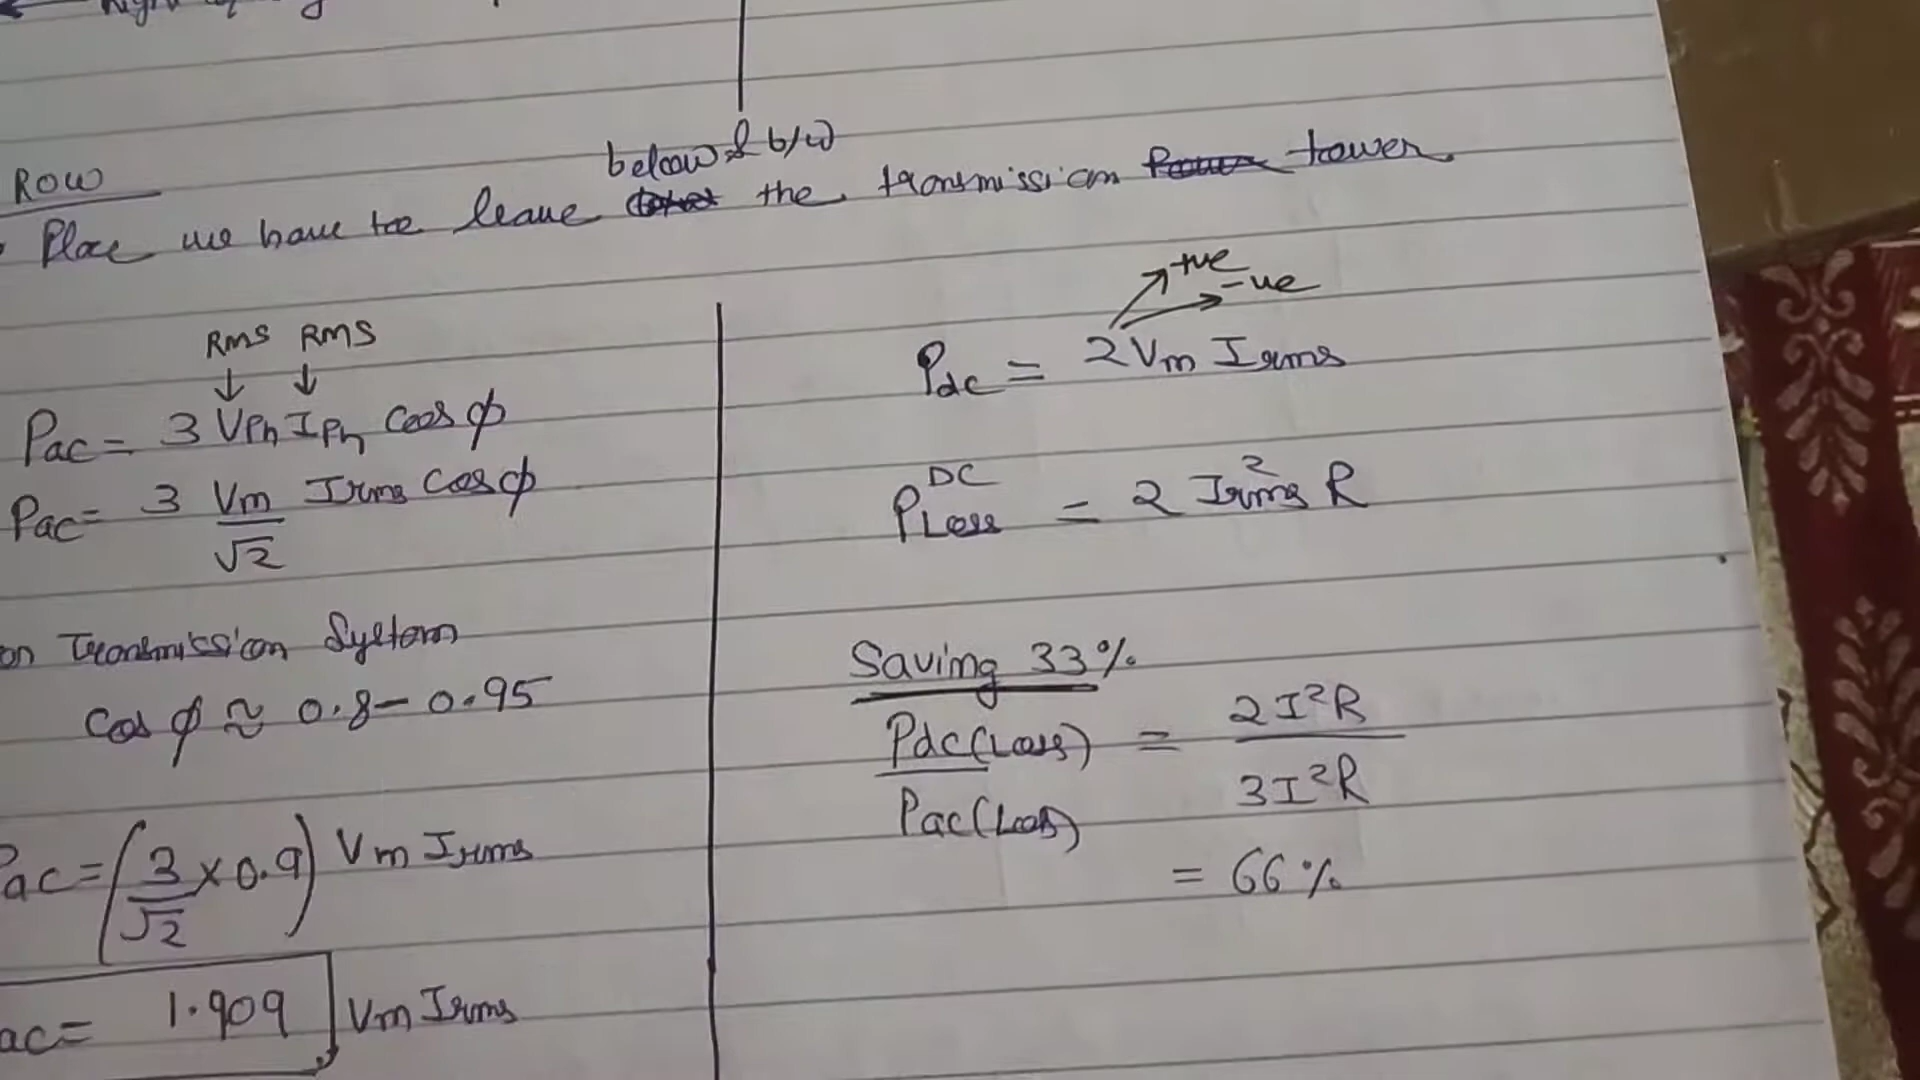 ROW
below & b/w
Place we have to leave the transmission tower.
RMS RMS
↓ ↓
Pac = 3 Vph Iph cos φ
Pac = 3 Vm/√2 Irms cos φ
on Transmission System
cos φ ≈ 0.8 - 0.95
Pac = (3/√2 × 0.9) Vm Irms
ac = 1.909 Vm Irms
+ve
-ve
Pdc = 2 Vm Irms
P Loss DC = 2 Irms² R
Saving 33%
Pdc(Loss)/Pac(Loss) = 2I²R/3I²R
= 66%